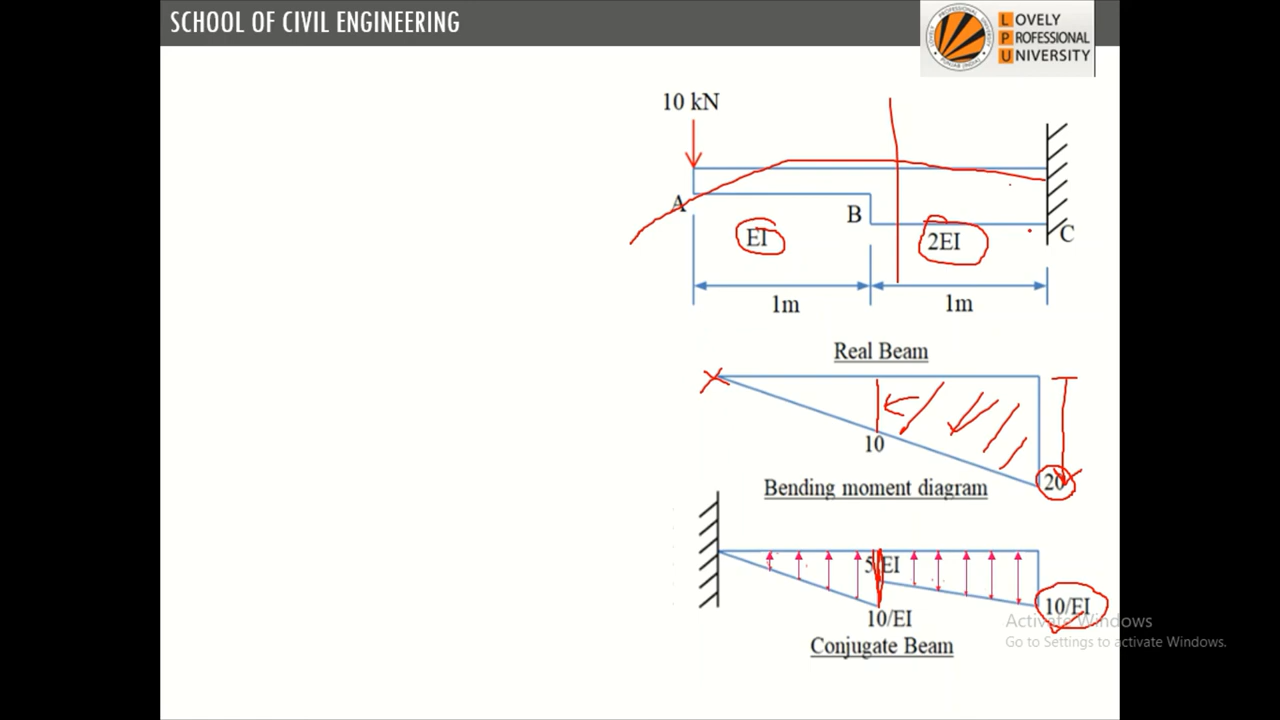 SCHOOL OF CIVIL ENGINEERING
LOVELY
PROFESSIONAL
UNIVERSITY
10 kN
A
B
C
EI
2EI
1m
1m
Real Beam
10
20
Bending moment diagram
5/EI
10/EI
10/EI
Conjugate Beam
Activate Windows
Go to Settings to activate Windows.